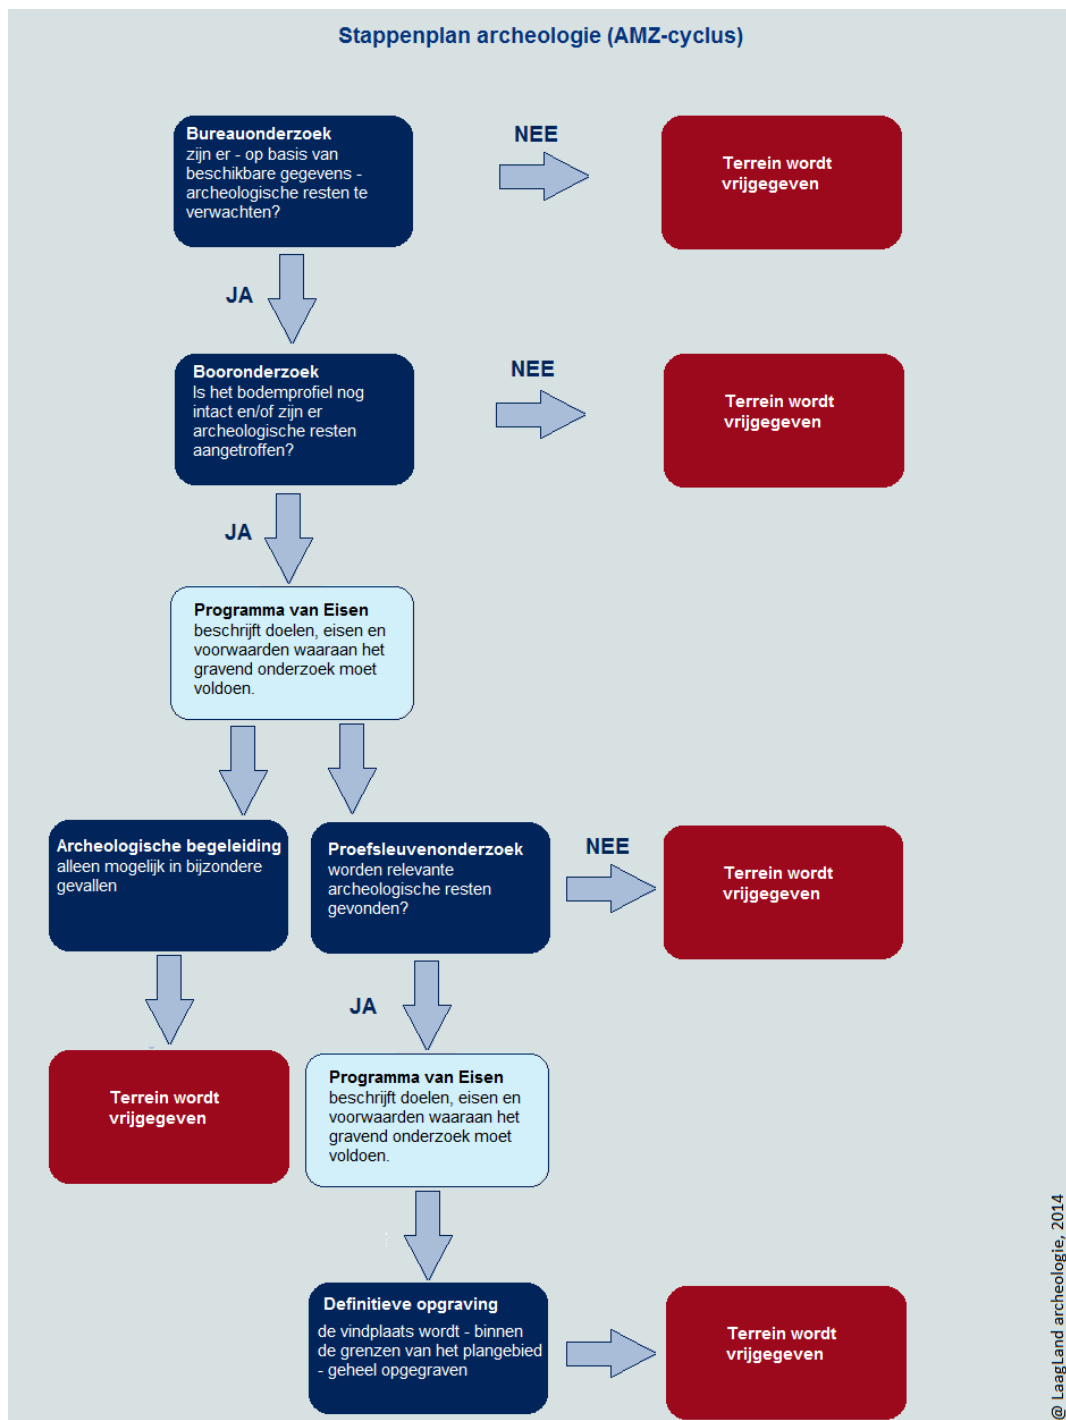 Stappenplan archeologie (AMZ-cyclus)
Bureauonderzoek
zijn er - op basis van
beschikbare gegevens -
archeologische resten te
verwachten?
NEE
Terrein wordt
vrijgegeven
JA
Booronderzoek
Is het bodemprofiel nog
intact en/of zijn er
archeologische resten
aangetroffen?
NEE
Terrein wordt
vrijgegeven
JA
Programma van Eisen
beschrijft doelen, eisen en
voorwaarden waaraan het
gravend onderzoek moet
voldoen.
Archeologische begeleiding
alleen mogelijk in bijzondere
gevallen
Proefsleuvenonderzoek
worden relevante
archeologische resten
gevonden?
NEE
Terrein wordt
vrijgegeven
JA
Terrein wordt
vrijgegeven
Programma van Eisen
beschrijft doelen, eisen en
voorwaarden waaraan het
gravend onderzoek moet
voldoen.
Definitieve opgraving
de vindplaats wordt - binnen
de grenzen van het plangebied
- geheel opgegraven
Terrein wordt
vrijgegeven
@ LaagLand archeologie, 2014